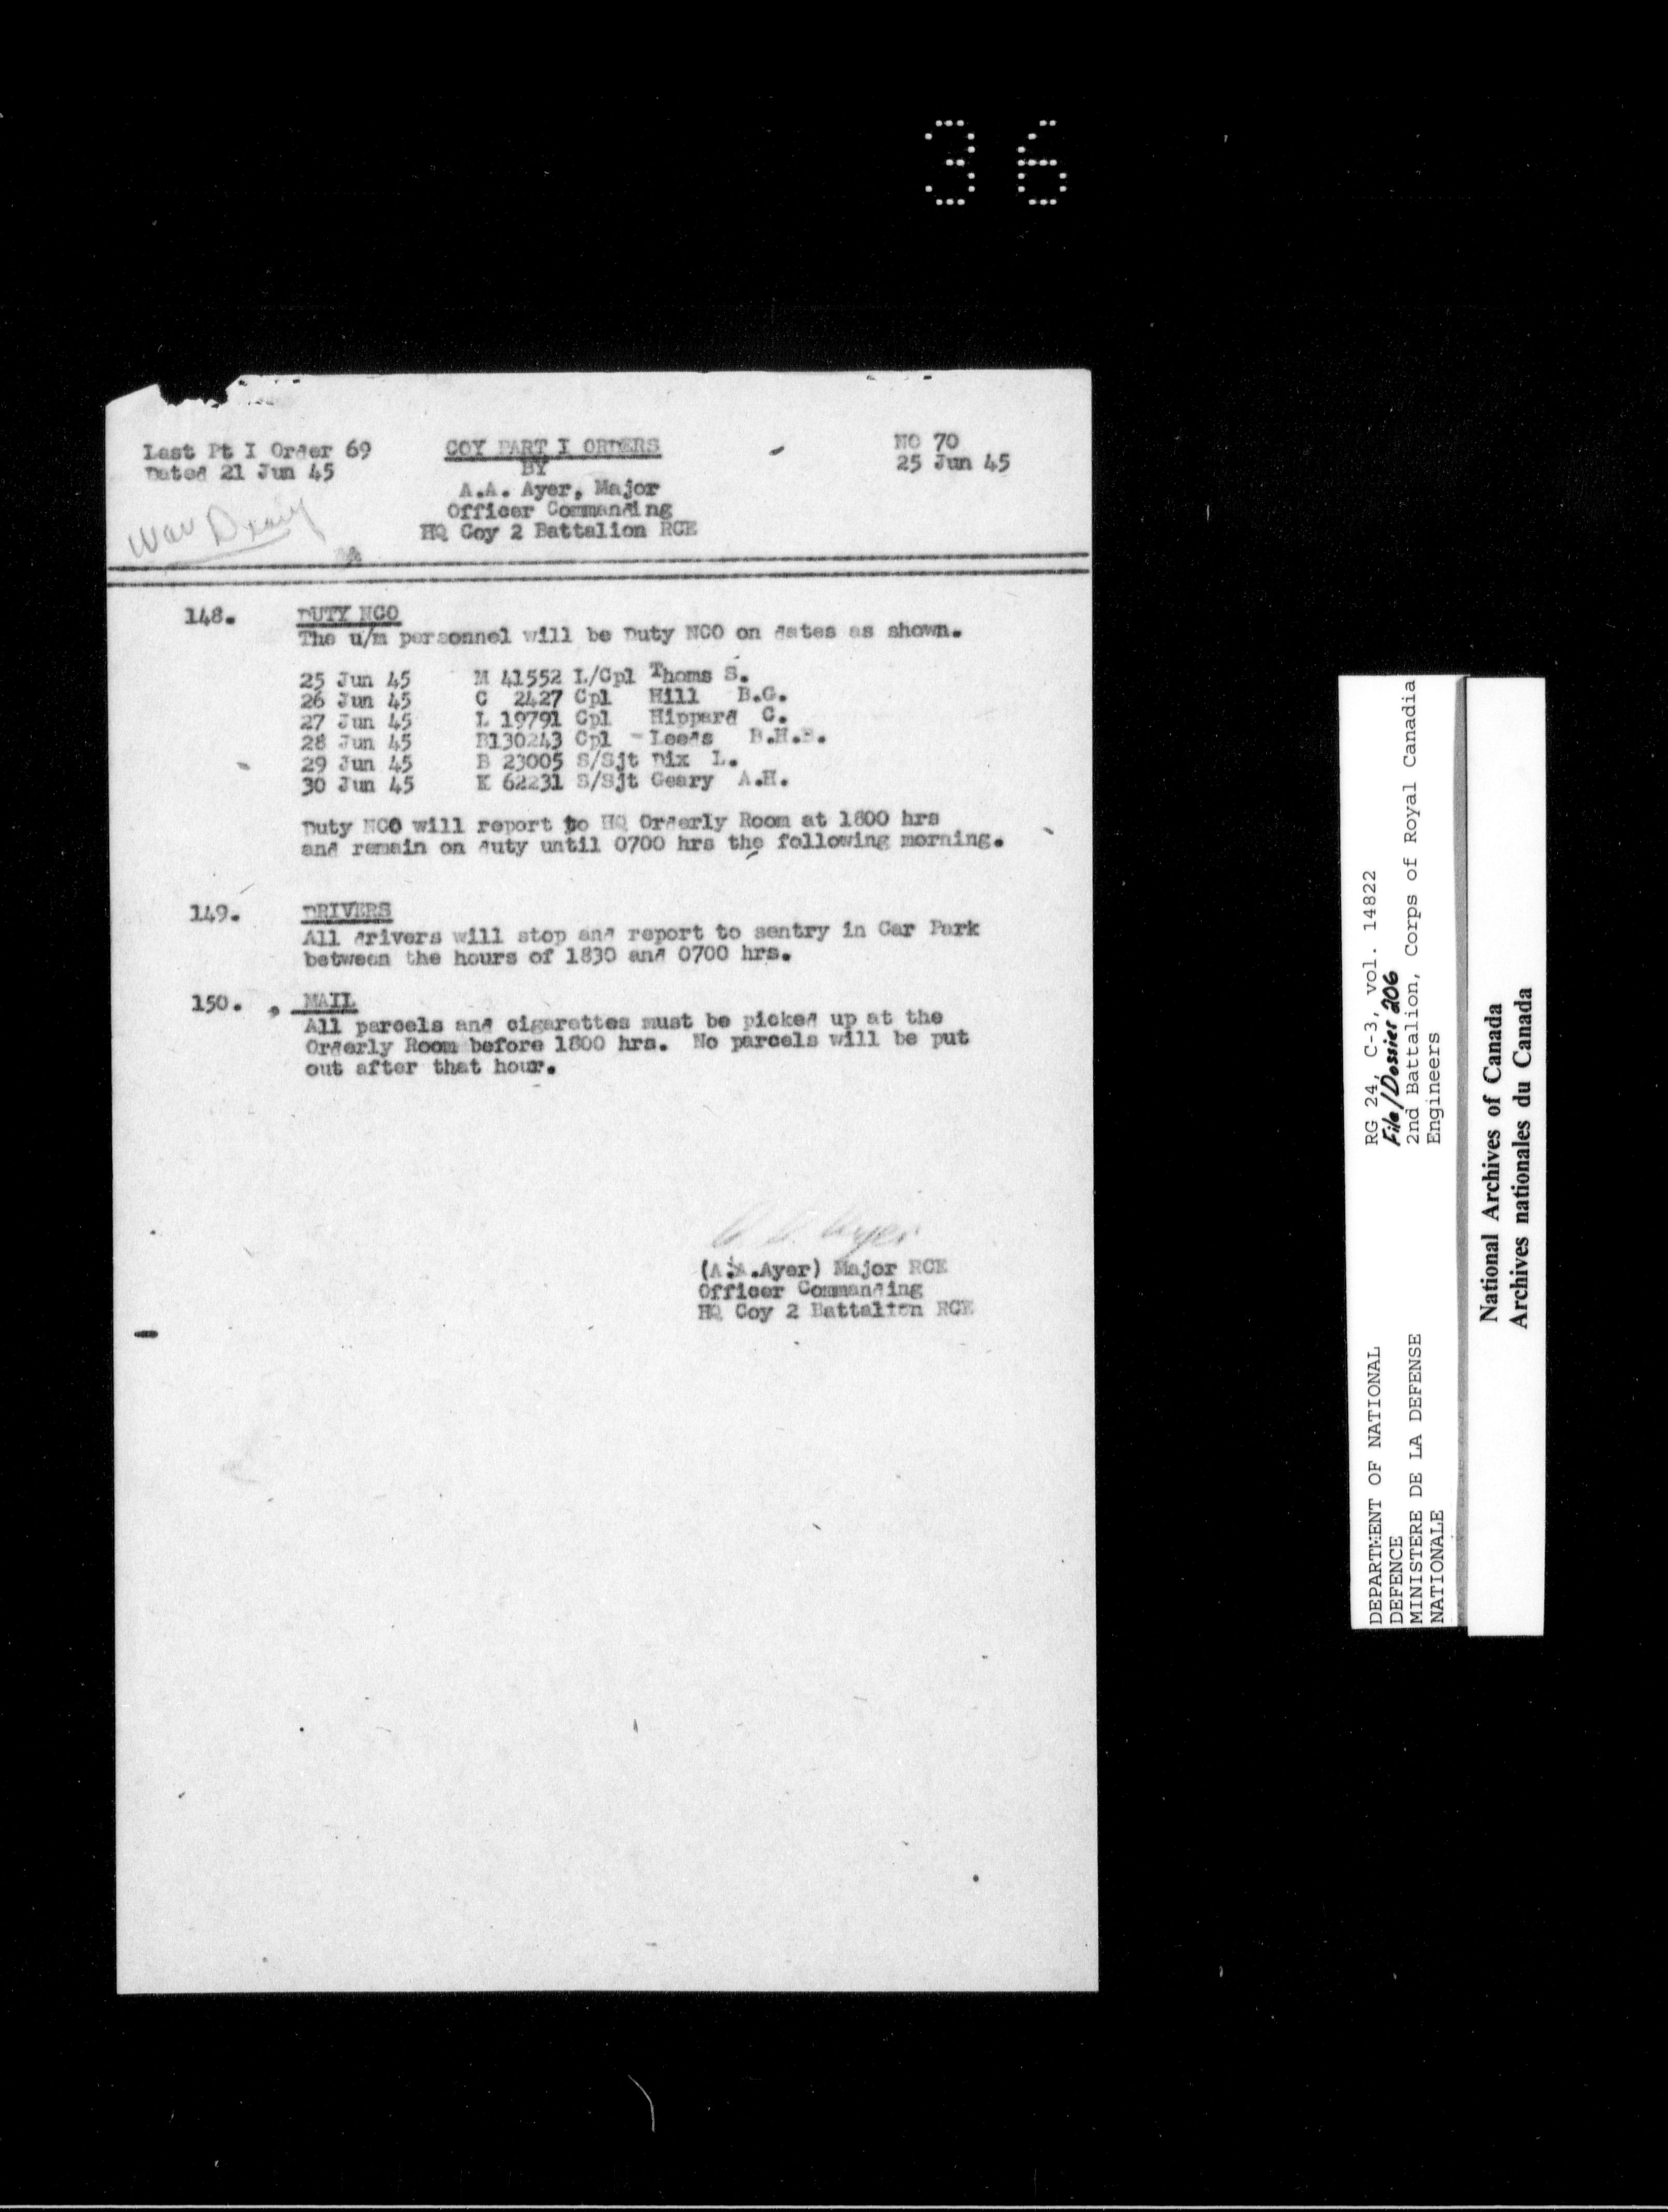 36
Last Pt I Order 69
Dated 21 Jun 45
COY PART I ORDERS
BY
A.A. Ayer, Major
Officer Commanding
HQ Coy 2 Battalion RCE
NO 70
25 Jun 45
War Diary
148. DUTY NCO
The u/m personnel will be Duty NCO on dates as shown.
25 Jun 45 M 41552 L/Cpl Thoms S.
26 Jun 45 C 2427 Cpl Hill B.G.
27 Jun 45 L 19791 Cpl Hippard C.
28 Jun 45 B130243 Cpl - Leeds B.H.B.
29 Jun 45 B 23005 S/Sjt Dix L.
30 Jun 45 K 62231 S/Sjt Geary A.H.
Duty NCO will report to HQ Orderly Room at 1800 hrs
and remain on duty until 0700 hrs the following morning.
149. DRIVERS
All drivers will stop and report to sentry in Car Park
between the hours of 1830 and 0700 hrs.
150. MAIL
All parcels and cigarettes must be picked up at the
Orderly Room before 1800 hrs. No parcels will be put
out after that hour.
A. A. Ayer
(A.A.Ayer) Major RCE
Officer Commanding
HQ Coy 2 Battalion RCE
DEPARTMENT OF NATIONAL
DEFENCE
MINISTERE DE LA DEFENSE
NATIONALE
RG 24, C-3, vol. 14822
File/Dossier 206
2nd Battalion, Corps of Royal Canadia
Engineers
National Archives of Canada
Archives nationales du Canada